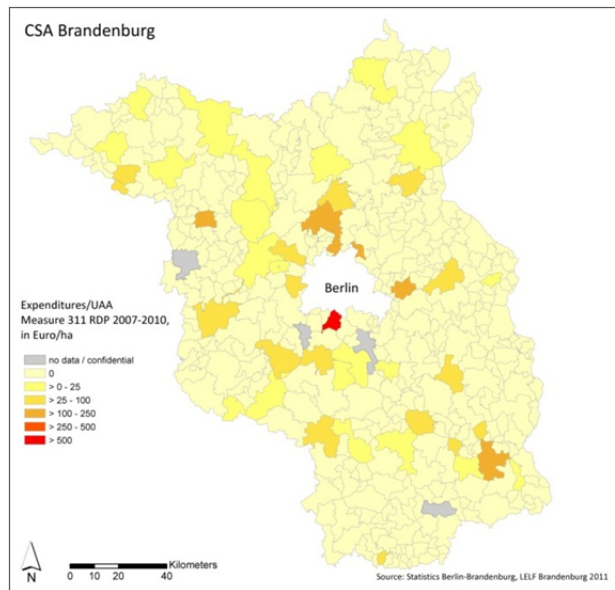 CSA Brandenburg
Berlin
Expenditures/UAA
Measure 311 RDP 2007-2010,
in Euro/ha
no data / confidential
0
> 0 - 25
> 25 - 100
> 100 - 250
> 250 - 500
> 500
N
Kilometers
0 10 20 40
Source: Statistics Berlin-Brandenburg, LELF Brandenburg 2011